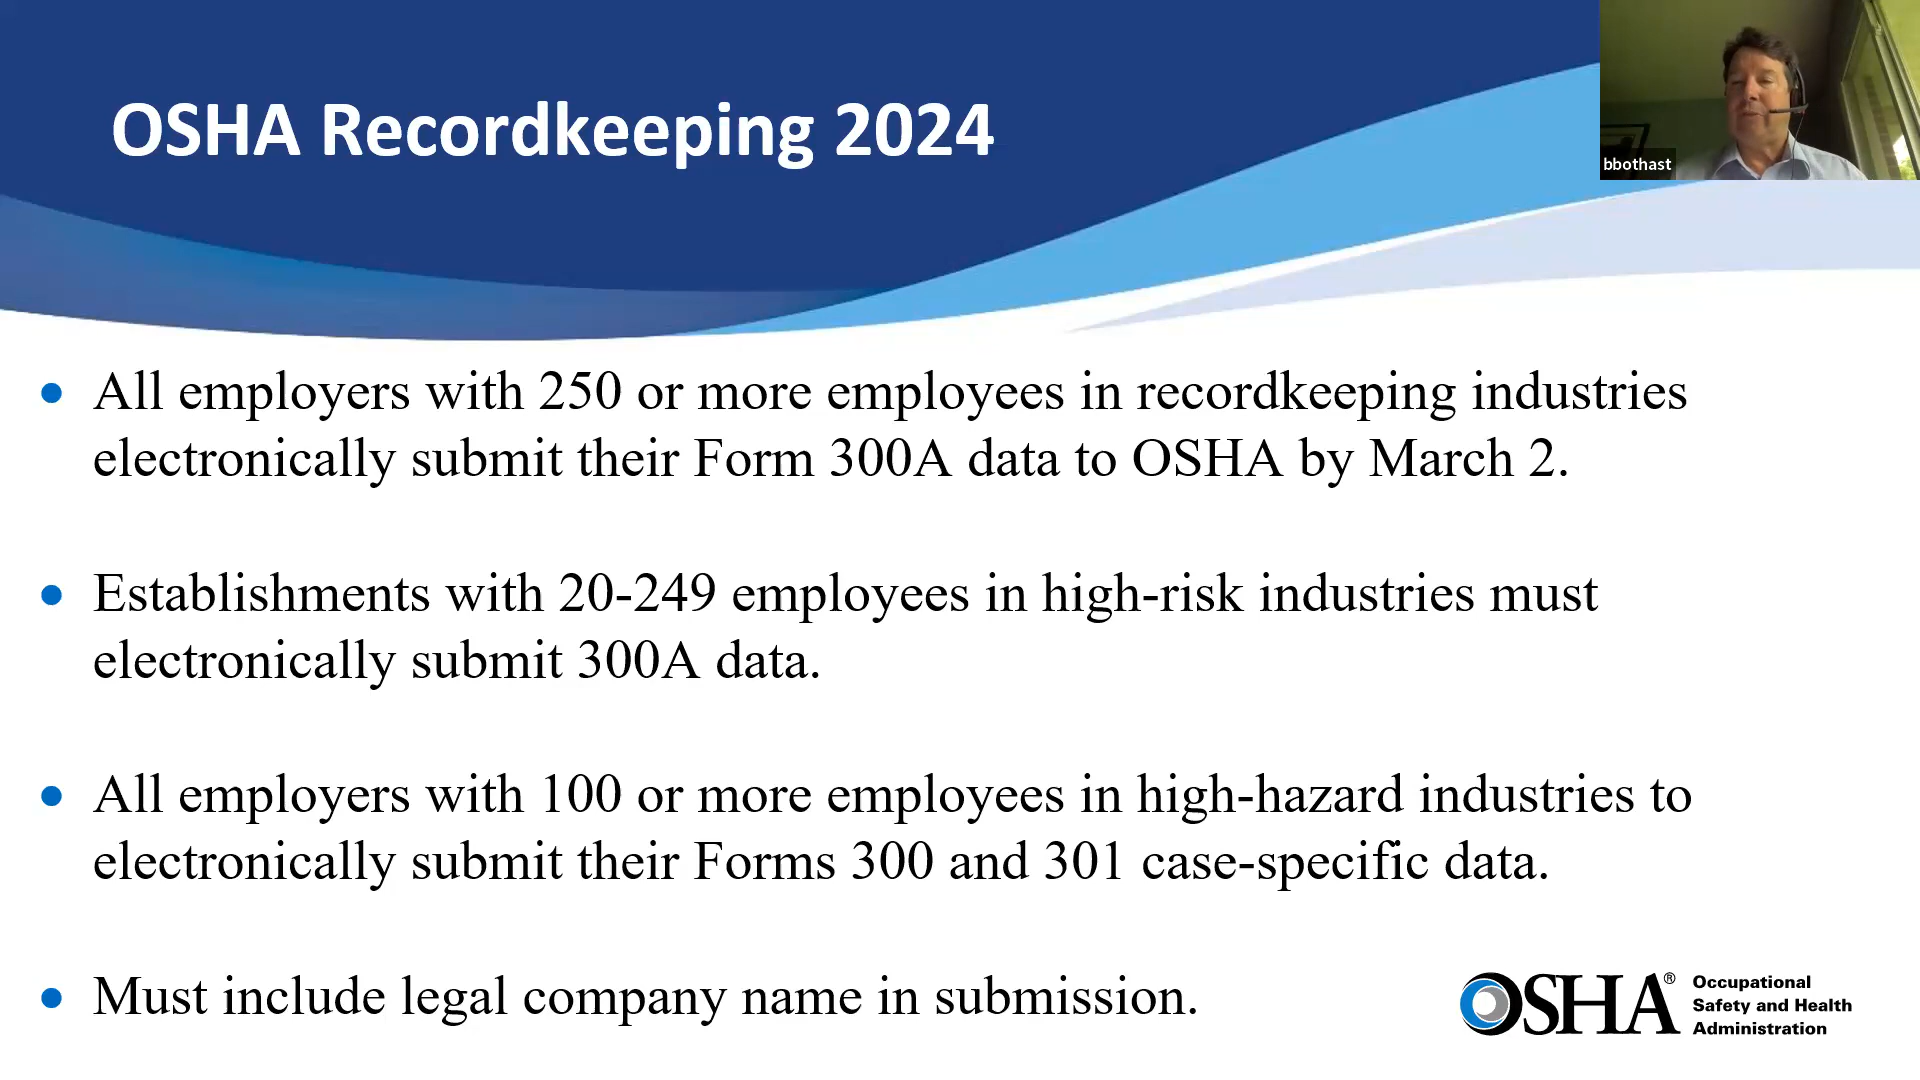 OSHA Recordkeeping 2024
bbothast
• All employers with 250 or more employees in recordkeeping industries
electronically submit their Form 300A data to OSHA by March 2.
• Establishments with 20-249 employees in high-risk industries must
electronically submit 300A data.
• All employers with 100 or more employees in high-hazard industries to
electronically submit their Forms 300 and 301 case-specific data.
• Must include legal company name in submission.
OSHA®
Occupational
Safety and Health
Administration